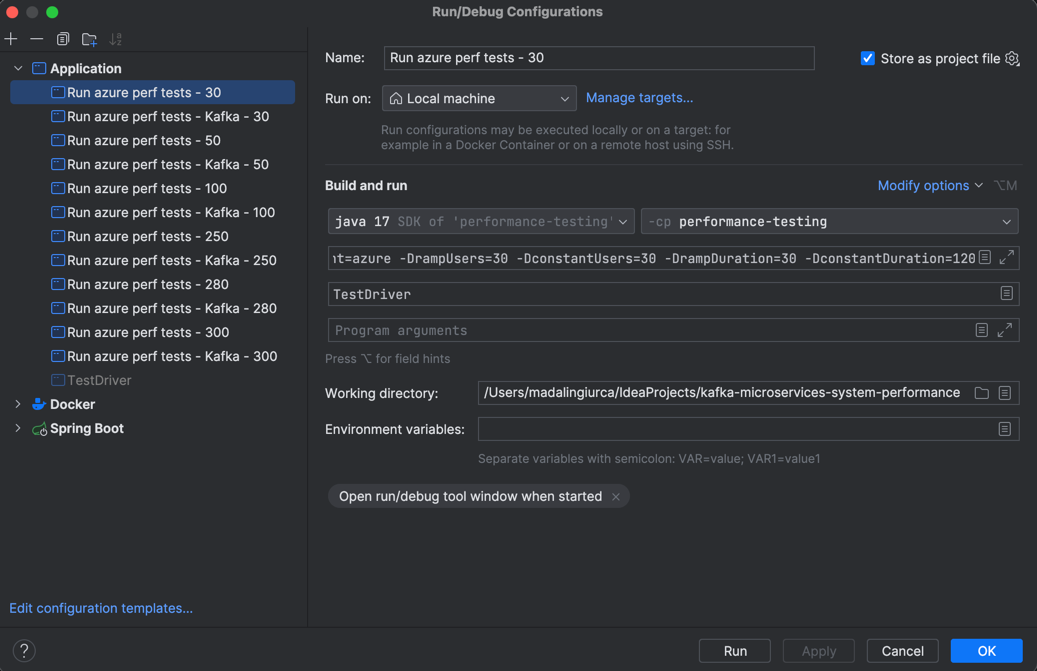 Run/Debug Configurations
Application
Run azure perf tests - 30
Run azure perf tests - Kafka - 30
Run azure perf tests - 50
Run azure perf tests - Kafka - 50
Run azure perf tests - 100
Run azure perf tests - Kafka - 100
Run azure perf tests - 250
Run azure perf tests - Kafka - 250
Run azure perf tests - 280
Run azure perf tests - Kafka - 280
Run azure perf tests - 300
Run azure perf tests - Kafka - 300
TestDriver
Docker
Spring Boot
Edit configuration templates...
Name: Run azure perf tests - 30 Store as project file
Run on: Local machine Manage targets...
Run configurations may be executed locally or on a target: for
example in a Docker Container or on a remote host using SSH.
Build and run Modify options ⌥M
java 17 SDK of 'performance-testing' -cp performance-testing
nt=azure -DrampUsers=30 -DconstantUsers=30 -DrampDuration=30 -DconstantDuration=120
TestDriver
Program arguments
Press ⌥ for field hints
Working directory: /Users/madalingiurca/IdeaProjects/kafka-microservices-system-performance
Environment variables:
Separate variables with semicolon: VAR=value; VAR1=value1
Open run/debug tool window when started ×
? Run Apply Cancel OK